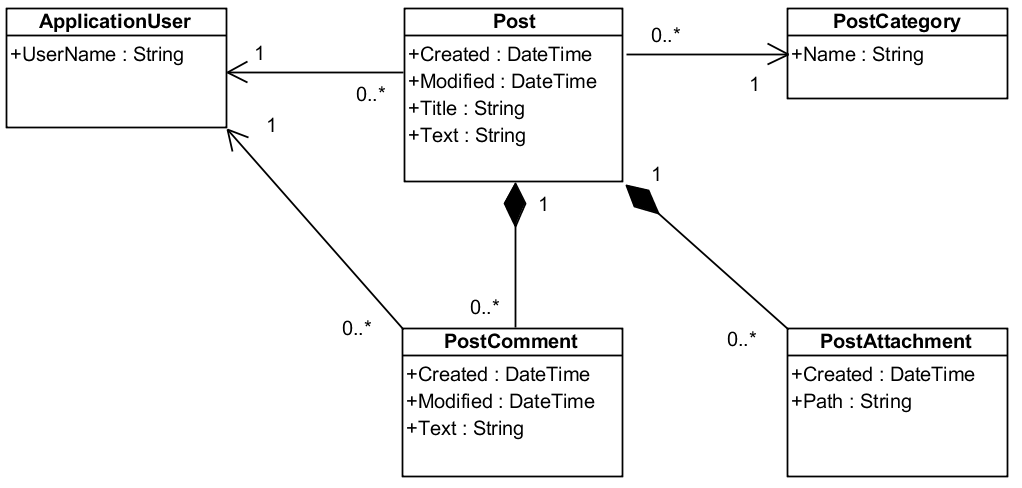 ApplicationUser
+UserName : String
1
0..*
Post
+Created : DateTime
+Modified : DateTime
+Title : String
+Text : String
0..*
1
PostCategory
+Name : String
1
0..*
1
0..*
1
0..*
PostComment
+Created : DateTime
+Modified : DateTime
+Text : String
PostAttachment
+Created : DateTime
+Path : String